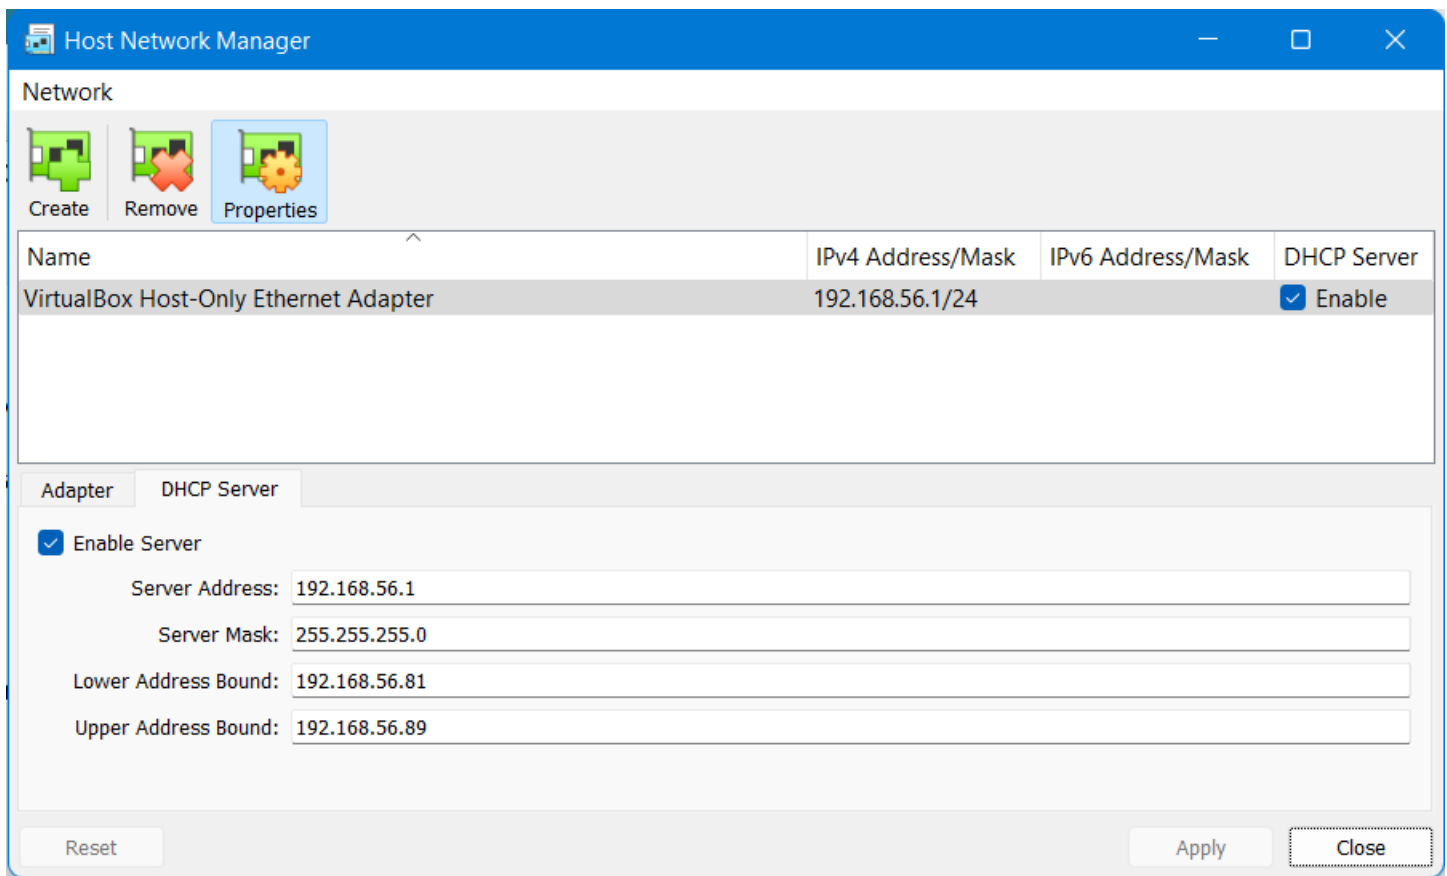 Host Network Manager
Network
Create Remove Properties
Name IPv4 Address/Mask IPv6 Address/Mask DHCP Server
VirtualBox Host-Only Ethernet Adapter 192.168.56.1/24 Enable
Adapter DHCP Server
Enable Server
Server Address: 192.168.56.1
Server Mask: 255.255.255.0
Lower Address Bound: 192.168.56.81
Upper Address Bound: 192.168.56.89
Reset Apply Close